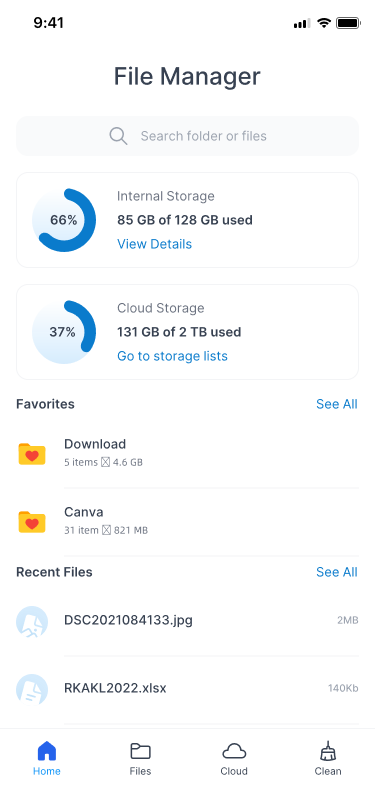 9:41
File Manager
Search folder or files
66%
Internal Storage
85 GB of 128 GB used
View Details
37%
Cloud Storage
131 GB of 2 TB used
Go to storage lists
Favorites See All
Download
5 items 4.6 GB
Canva
31 item 821 MB
Recent Files See All
DSC2021084133.jpg 2MB
RKAKL2022.xlsx 140Kb
Home Files Cloud Clean